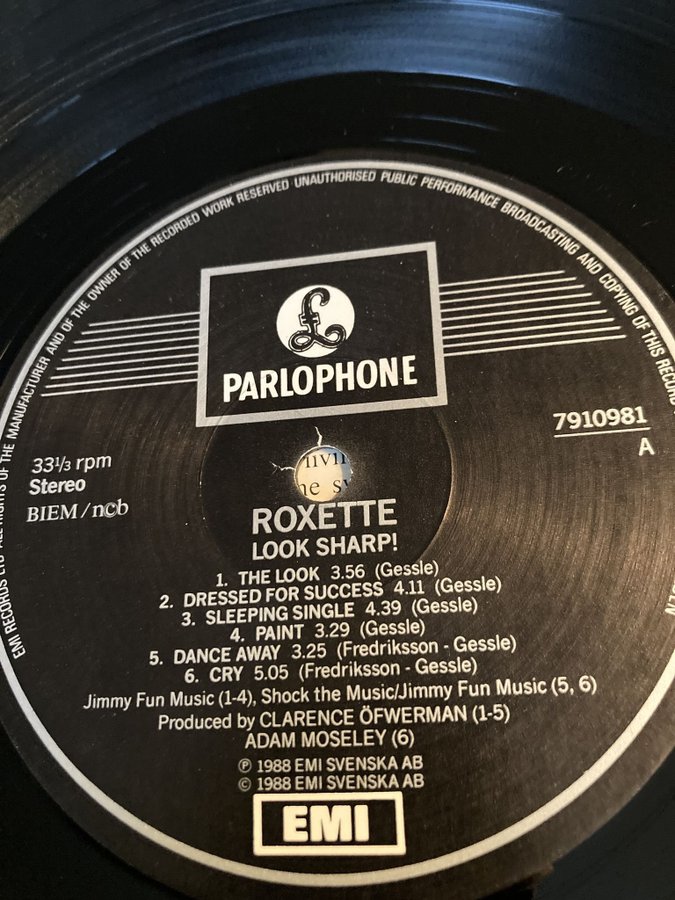 EMI RECORDS LTD ALL RIGHTS OF THE MANUFACTURER AND OF THE OWNER OF THE RECORDED WORK RESERVED UNAUTHORISED PUBLIC PERFORMANCE BROADCASTING AND COPYING OF THIS RECORD
£
PARLOPHONE
7910981
A
33⅓ rpm
Stereo
BIEM/ncb
ROXETTE
LOOK SHARP!
1. THE LOOK 3.56 (Gessle)
2. DRESSED FOR SUCCESS 4.11 (Gessle)
3. SLEEPING SINGLE 4.39 (Gessle)
4. PAINT 3.29 (Gessle)
5. DANCE AWAY 3.25 (Fredriksson - Gessle)
6. CRY 5.05 (Fredriksson - Gessle)
Jimmy Fun Music (1-4), Shock the Music/Jimmy Fun Music (5, 6)
Produced by CLARENCE ÖFWERMAN (1-5)
ADAM MOSELEY (6)
℗ 1988 EMI SVENSKA AB
© 1988 EMI SVENSKA AB
EMI